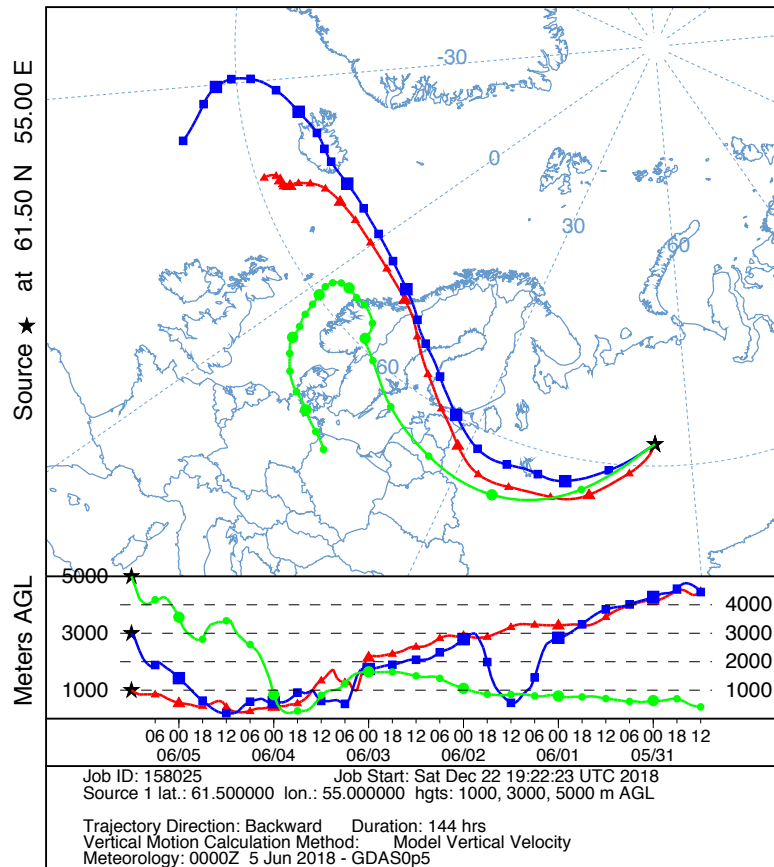 Source ★ at 61.50 N 55.00 E
-30
0
30
60
60
Meters AGL
5000
3000
1000
4000
3000
2000
1000
06 00 18 12 06 00 18 12 06 00 18 12 06 00 18 12 06 00 18 12 06 00 18 12
06/05 06/04 06/03 06/02 06/01 05/31
Job ID: 158025 Job Start: Sat Dec 22 19:22:23 UTC 2018
Source 1 lat.: 61.500000 lon.: 55.000000 hgts: 1000, 3000, 5000 m AGL
Trajectory Direction: Backward Duration: 144 hrs
Vertical Motion Calculation Method: Model Vertical Velocity
Meteorology: 0000Z 5 Jun 2018 - GDAS0p5